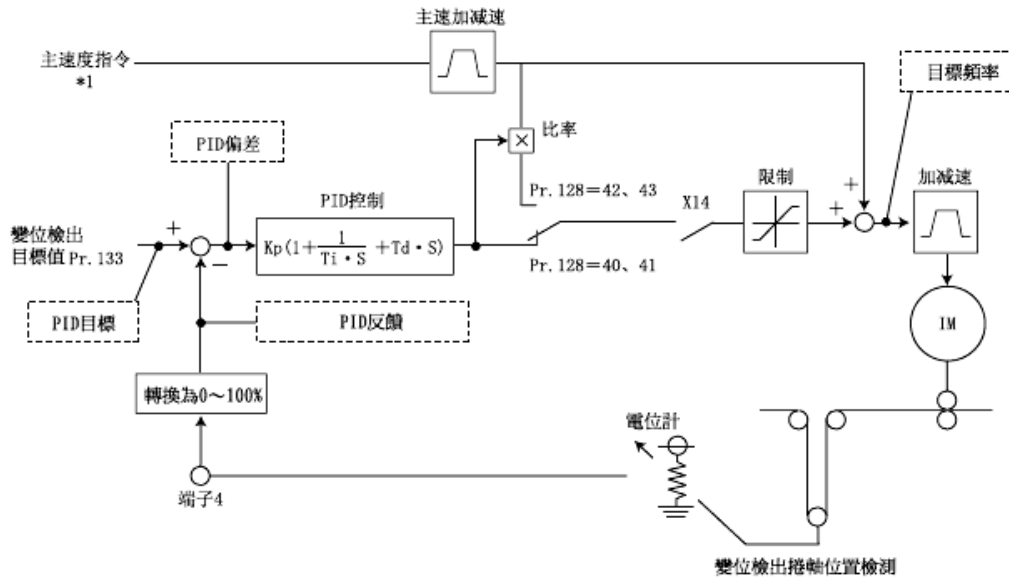 主速加减速
主速度指令
*1
目標頻率
比率
PID偏差
Pr.128=42、43
限制
加减速
X14
PID控制
變位檢出
目標值 Pr.133
+
−
Kp(1+ 1/Ti·S +Td·S)
+
+
Pr.128=40、41
PID目標
PID反饋
IM
轉換為0～100%
電位計
端子4
變位檢出捲軸位置檢測